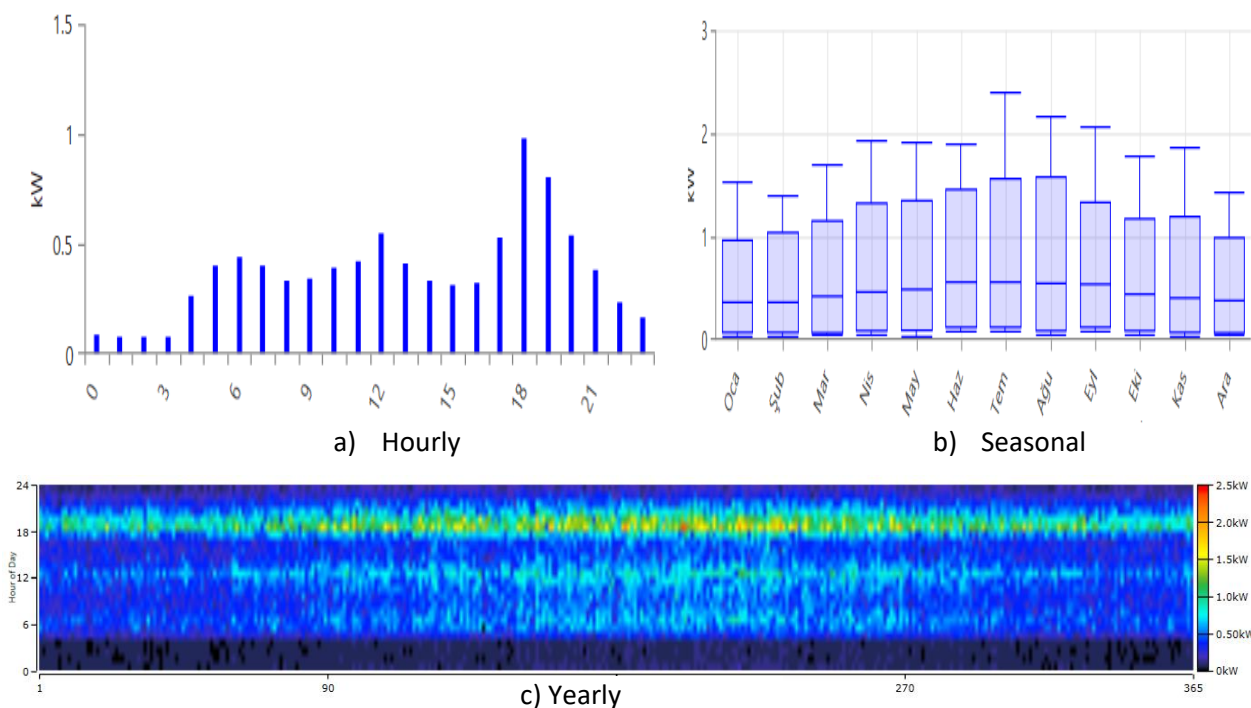 1.5
1
0.5
0
kW
0 3 6 9 12 15 18 21
a) Hourly
3
2
1
0
kW
Oca Şub Mar Nis May Haz Tem Ağu Eyl Eki Kas Ara
b) Seasonal
24
18
12
6
0
Hour of Day
1 90 270 365
2.5kW
2.0kW
1.5kW
1.0kW
0.50kW
0kW
c) Yearly